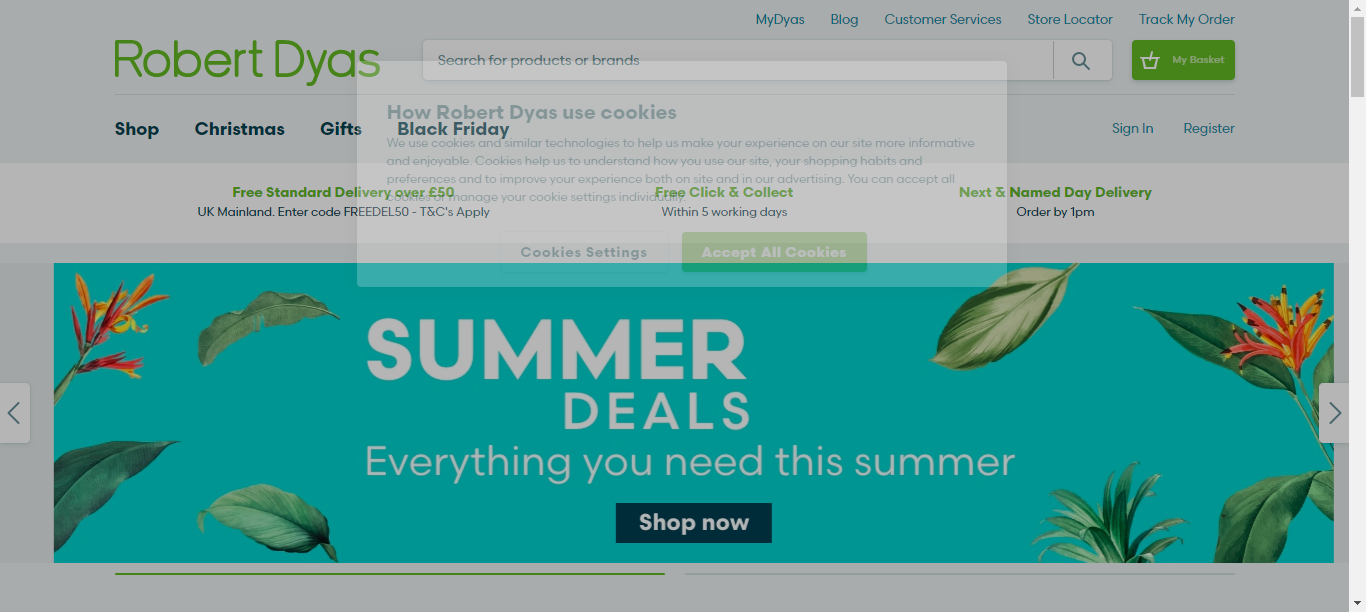 MyDyas Blog Customer Services Store Locator Track My Order
Robert Dyas
Search for products or brands
My Basket
Shop Christmas Gifts Black Friday
Sign In Register
How Robert Dyas use cookies
We use cookies and similar technologies to help us make your experience on our site more informative
and enjoyable. Cookies help us to understand how you use our site, your shopping habits and
preferences and to improve your experience both on site and in our advertising. You can accept all
cookies or manage your cookie settings individually.
Cookies Settings Accept All Cookies
Free Standard Delivery over £50
UK Mainland. Enter code FREEDEL50 - T&C's Apply
Free Click & Collect
Within 5 working days
Next & Named Day Delivery
Order by 1pm
SUMMER
DEALS
Everything you need this summer
Shop now